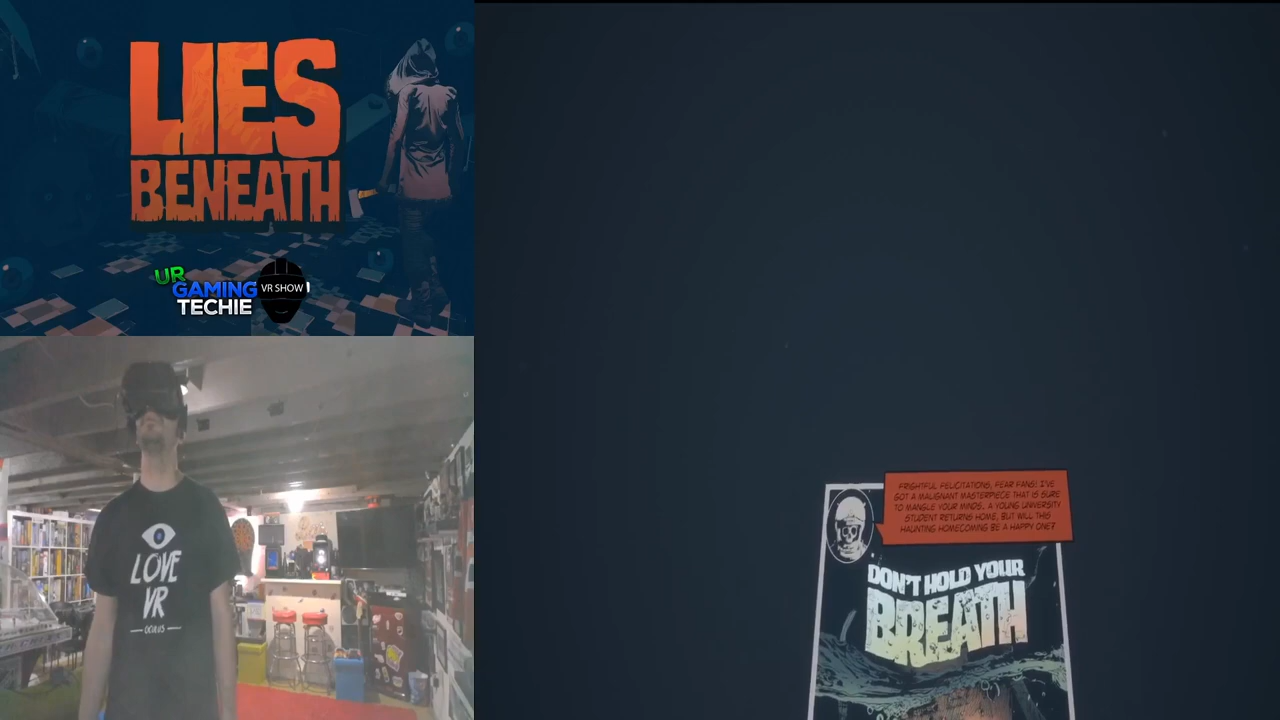 LIES
BENEATH
UR
GAMING
TECHIE
VR SHOW
LOVE
VR
OCULUS
FRIGHTFUL FELICITATIONS, FEAR FANS! I'VE
GOT A MALIGNANT MASTERPIECE THAT IS SURE
TO MANGLE YOUR MINDS. A YOUNG UNIVERSITY
STUDENT RETURNS HOME, BUT WILL THIS
HAUNTING HOMECOMING BE A HAPPY ONE?
DON'T HOLD YOUR
BREATH